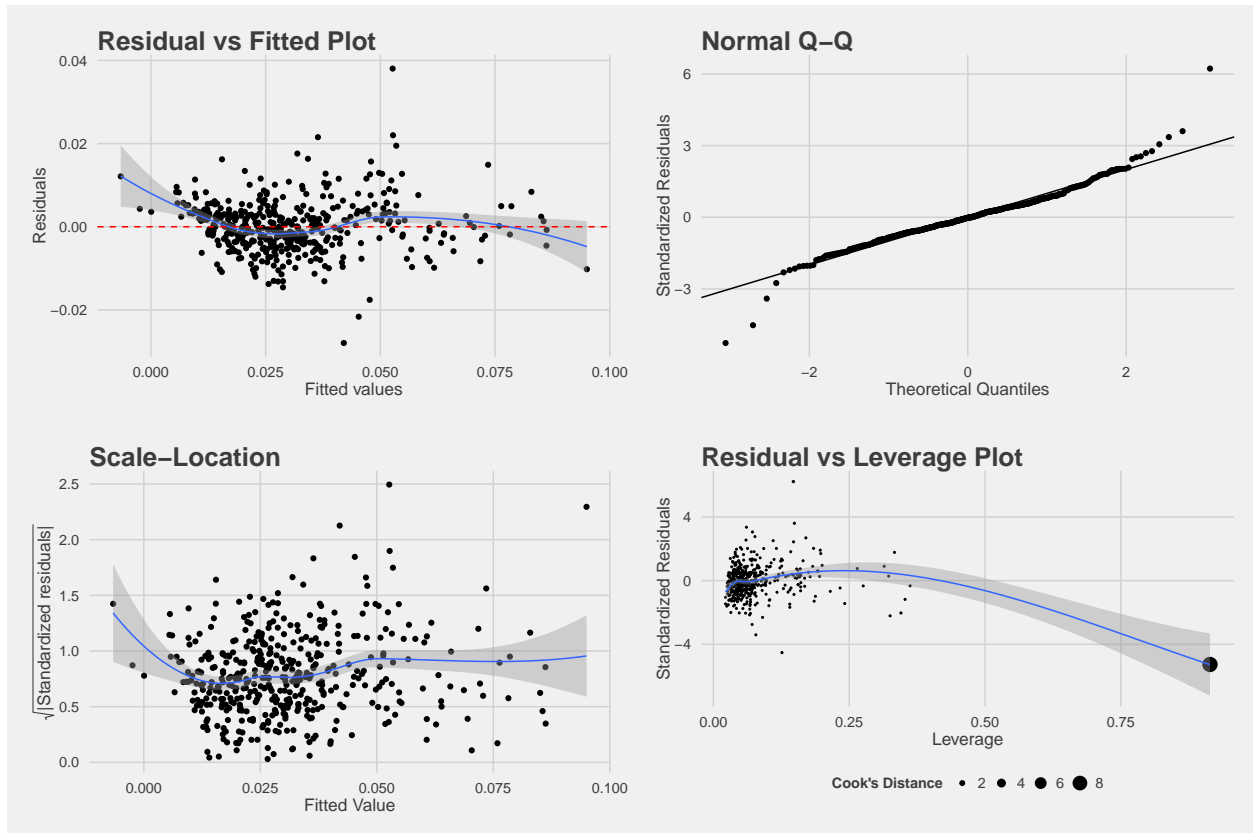 Residual vs Fitted Plot
0.04
0.02
0.00
−0.02
Residuals
0.000 0.025 0.050 0.075 0.100
Fitted values
Normal Q−Q
6
3
0
−3
Standardized Residuals
−2 0 2
Theoretical Quantiles
Scale−Location
2.5
2.0
1.5
1.0
0.5
0.0
√|Standardized residuals|
0.000 0.025 0.050 0.075 0.100
Fitted Value
Residual vs Leverage Plot
4
0
−4
Standardized Residuals
0.00 0.25 0.50 0.75
Leverage
Cook's Distance 2 4 6 8